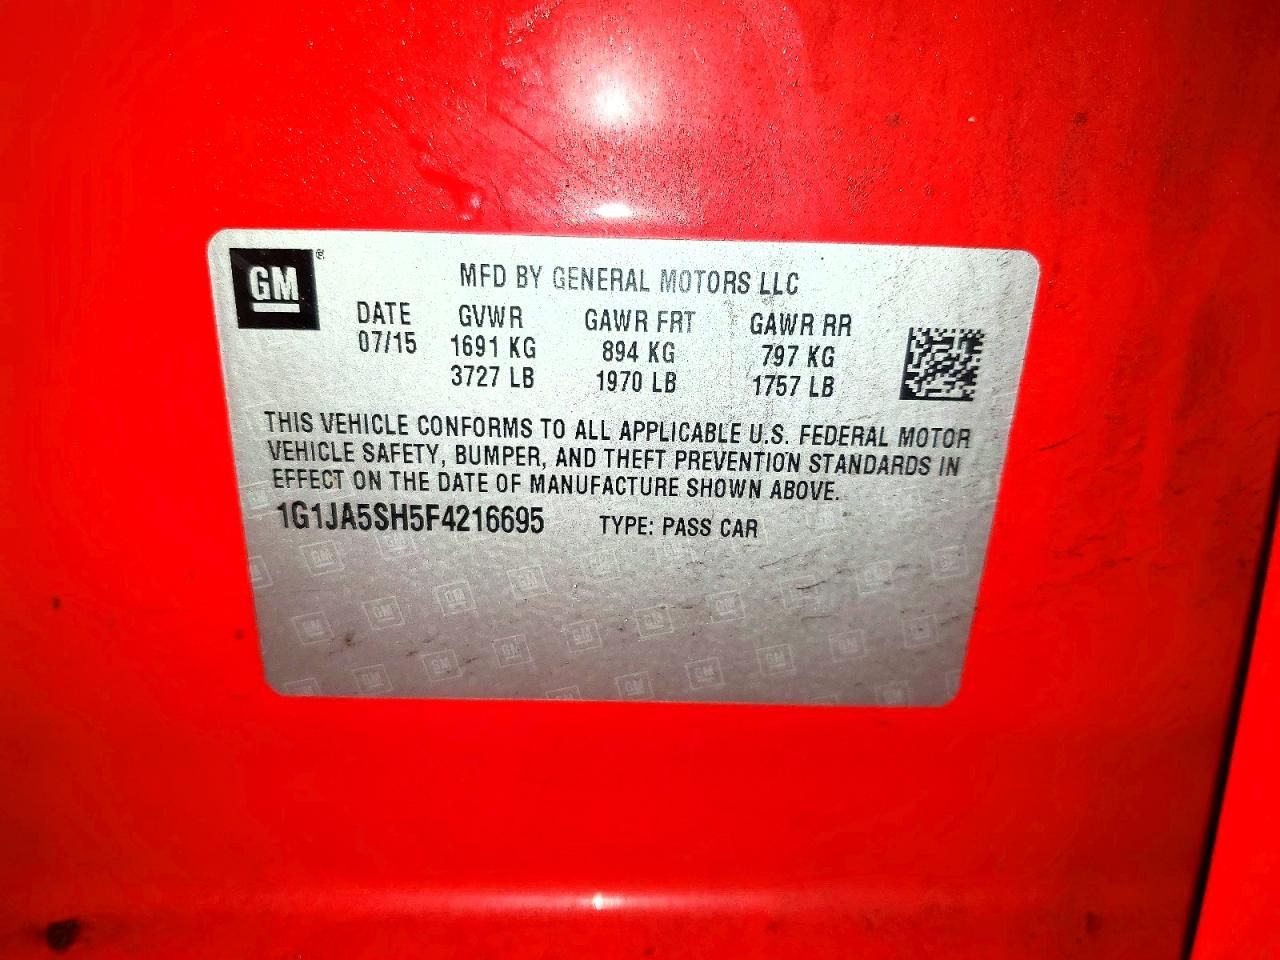 GM®
MFD BY GENERAL MOTORS LLC
DATE GVWR GAWR FRT GAWR RR
07/15 1691 KG 894 KG 797 KG
3727 LB 1970 LB 1757 LB
THIS VEHICLE CONFORMS TO ALL APPLICABLE U.S. FEDERAL MOTOR
VEHICLE SAFETY, BUMPER, AND THEFT PREVENTION STANDARDS IN
EFFECT ON THE DATE OF MANUFACTURE SHOWN ABOVE.
1G1JA5SH5F4216695 TYPE: PASS CAR